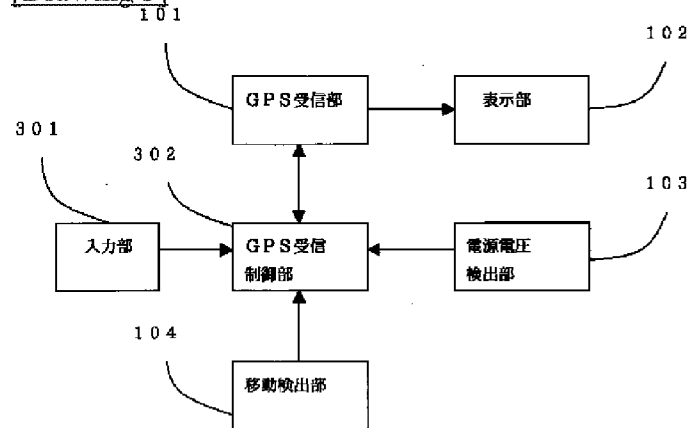 101
102
GPS受信部
表示部
301
302
103
入力部
GPS受信
制御部
電源電圧
検出部
104
移動検出部